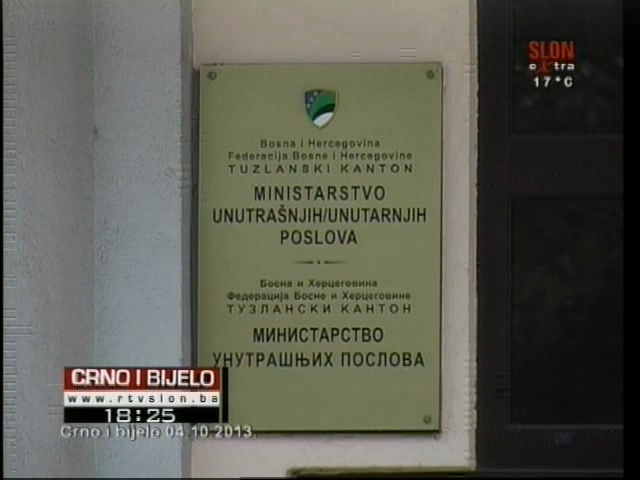 SLON
extra
17°C
Bosna i Hercegovina
Federacija Bosne i Hercegovine
TUZLANSKI KANTON
MINISTARSTVO
UNUTRAŠNJIH/UNUTARNJIH
POSLOVA
Босна и Херцеговина
Федерација Босне и Херцеговине
ТУЗЛАНСКИ КАНТОН
МИНИСТАРСТВО
УНУТРАШЊИХ ПОСЛОВА
CRNO I BIJELO
www.rtvslon.ba
18:25
Crno i bijelo 04.10.2013.